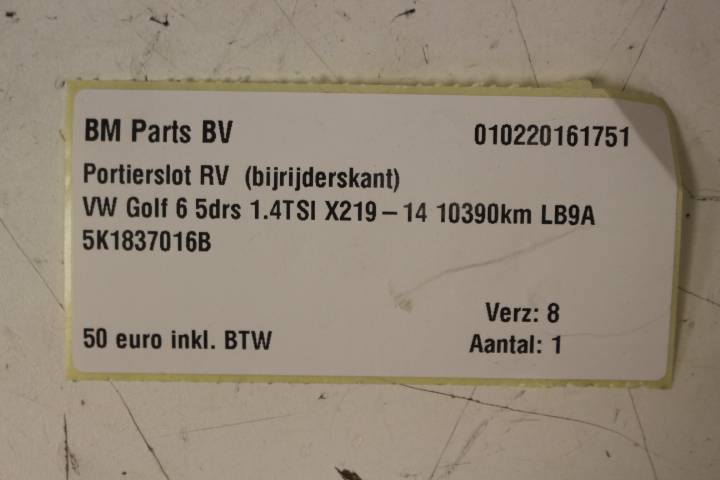 BM Parts BV 010220161751
Portierslot RV (bijrijderskant)
VW Golf 6 5drs 1.4TSI X219-14 10390km LB9A
5K1837016B
Verz: 8
50 euro inkl. BTW Aantal: 1